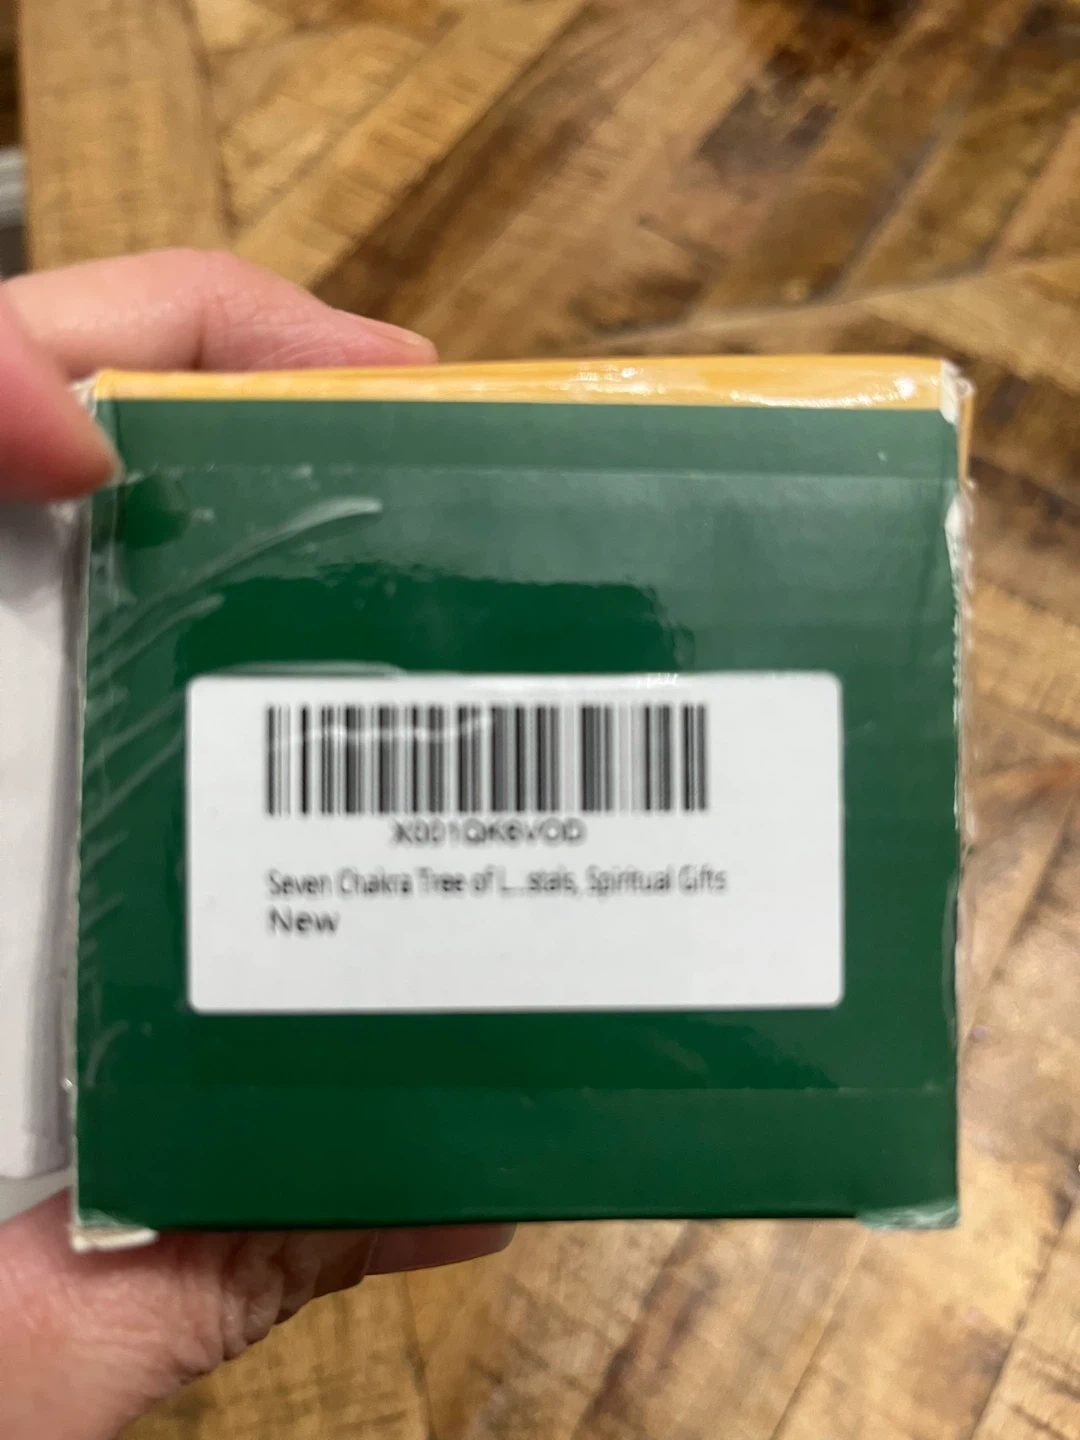 Seven Chakra Tree of L...stals, Spiritual Gifts
New